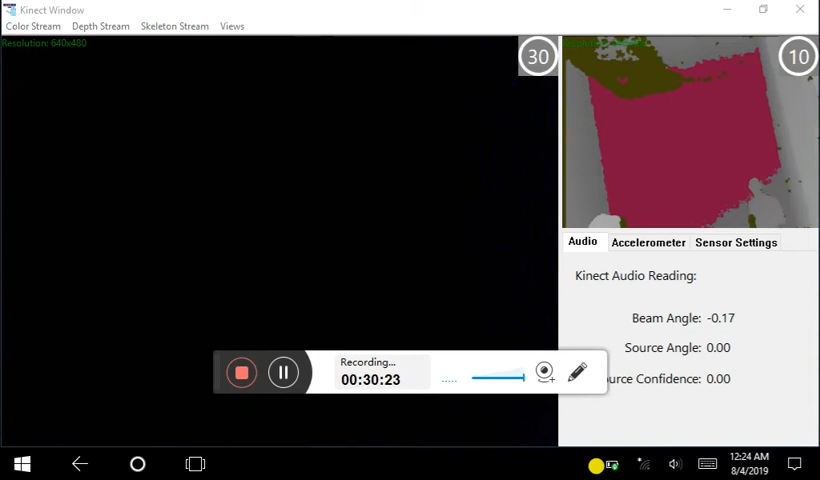 Kinect Window
Color Stream Depth Stream Skeleton Stream Views
Resolution: 640x480
30
10
Audio Accelerometer Sensor Settings
Kinect Audio Reading:
Beam Angle: -0.17
Source Angle: 0.00
Confidence: 0.00
Recording...
00:30:23
12:24 AM
8/4/2019